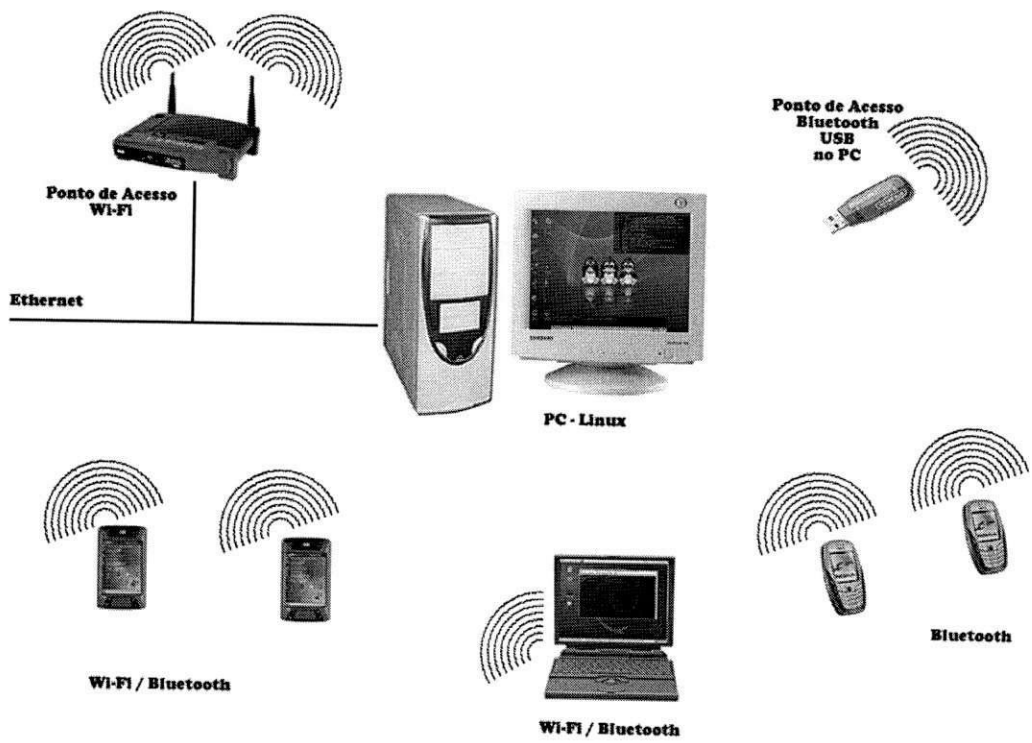 Ponto de Acesso
Wi-Fi
Ponto de Acesso
Bluetooth
USB
no PC
Ethernet
SAMSUNG
PC - Linux
Wi-Fi / Bluetooth
Wi-Fi / Bluetooth
Bluetooth